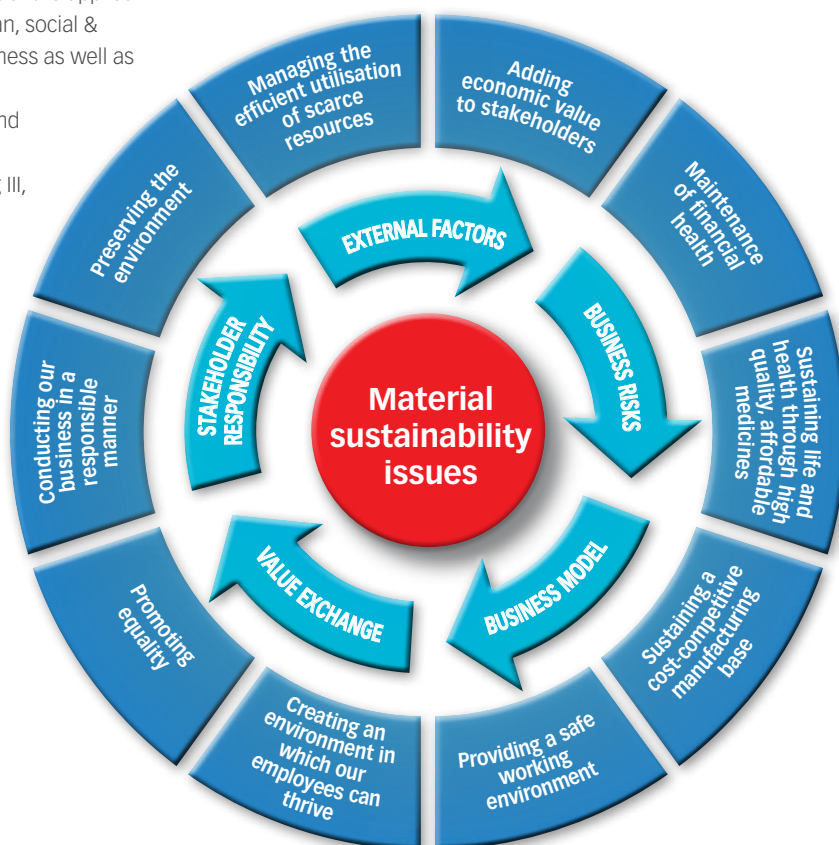 n, social &
ness as well as
nd
III,
Managing the
efficient utilisation
of scarce
resources
Adding
economic value
to stakeholders
Maintenance
of financial
health
Sustaining life and
health through high
quality, affordable
medicines
Sustaining a
cost-competitive
manufacturing
base
Providing a safe
working
environment
Creating an
environment in
which our
employees can
thrive
Promoting
equality
Conducting our
business in a
responsible
manner
Preserving the
environment
EXTERNAL FACTORS
BUSINESS RISKS
BUSINESS MODEL
VALUE EXCHANGE
STAKEHOLDER
RESPONSIBILITY
Material
sustainability
issues